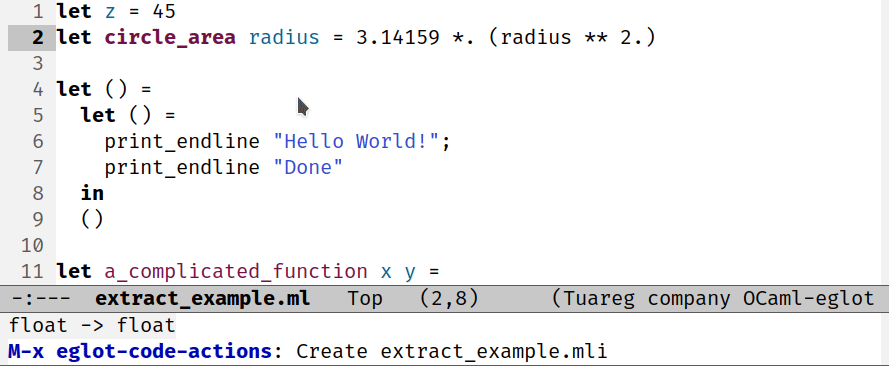 1 let z = 45
2 let circle_area radius = 3.14159 *. (radius ** 2.)
3
4 let () =
5   let () =
6     print_endline "Hello World!";
7     print_endline "Done"
8   in
9   ()
10
11 let a_complicated_function x y =
-:---  extract_example.ml   Top   (2,8)      (Tuareg company OCaml-eglot
float -> float
M-x eglot-code-actions: Create extract_example.mli